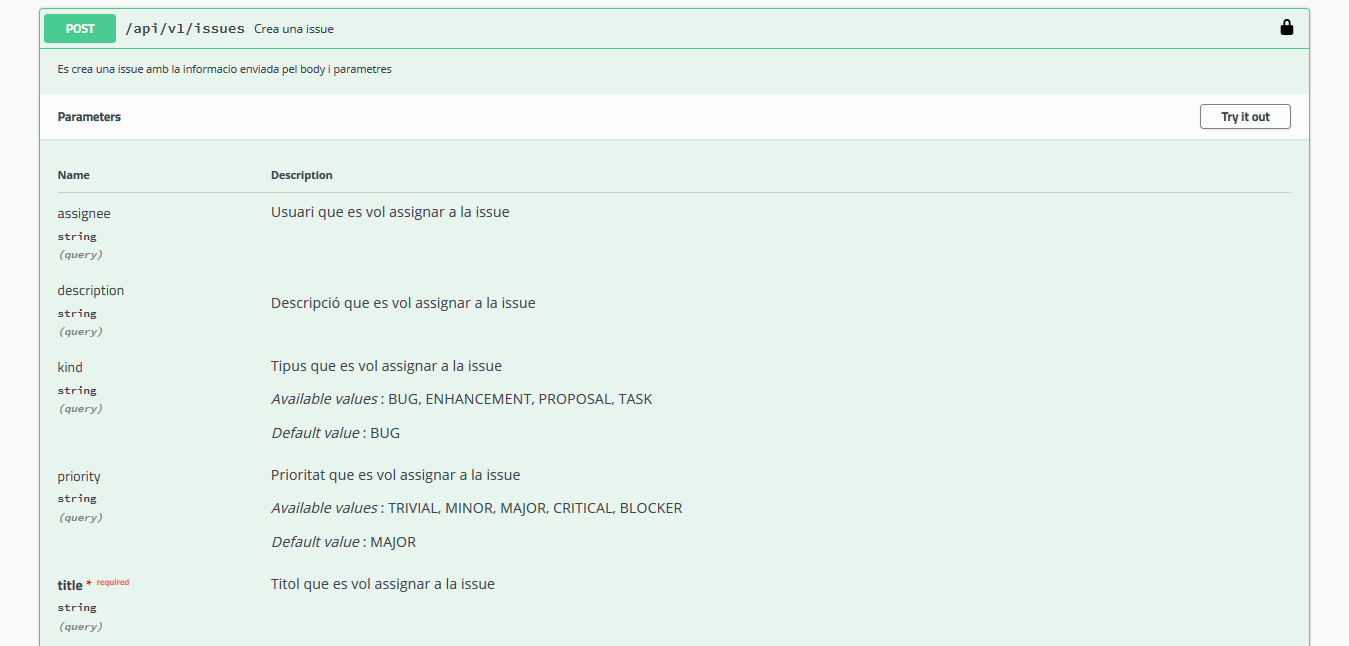 POST /api/v1/issues Crea una issue
Es crea una issue amb la informacio enviada pel body i parametres
Parameters Try it out
Name Description
assignee Usuari que es vol assignar a la issue
string
(query)
description Descripció que es vol assignar a la issue
string
(query)
kind Tipus que es vol assignar a la issue
string Available values : BUG, ENHANCEMENT, PROPOSAL, TASK
(query)
Default value : BUG
priority Prioritat que es vol assignar a la issue
string Available values : TRIVIAL, MINOR, MAJOR, CRITICAL, BLOCKER
(query)
Default value : MAJOR
title * required Titol que es vol assignar a la issue
string
(query)